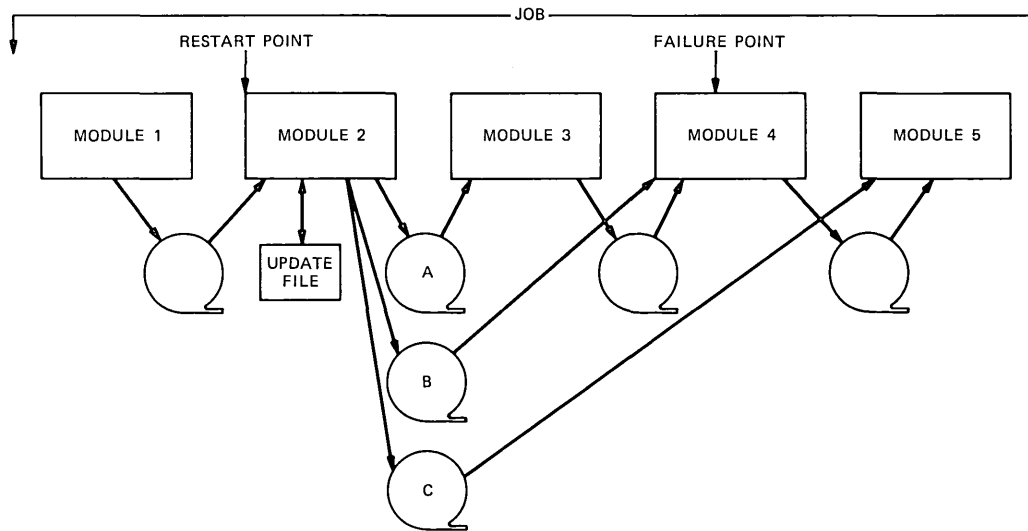 JOB
RESTART POINT
FAILURE POINT
MODULE 1
MODULE 2
MODULE 3
MODULE 4
MODULE 5
UPDATE
FILE
A
B
C